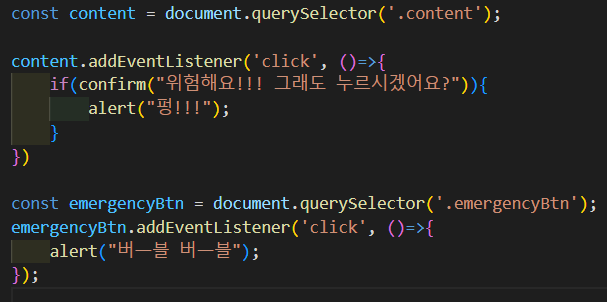 const content = document.querySelector('.content');
content.addEventListener('click', ()=>{
if(confirm("위험해요!!! 그래도 누르시겠어요?")){
alert("펑!!!");
}
})
const emergencyBtn = document.querySelector('.emergencyBtn');
emergencyBtn.addEventListener('click', ()=>{
alert("버ㅡ블 버ㅡ블");
});